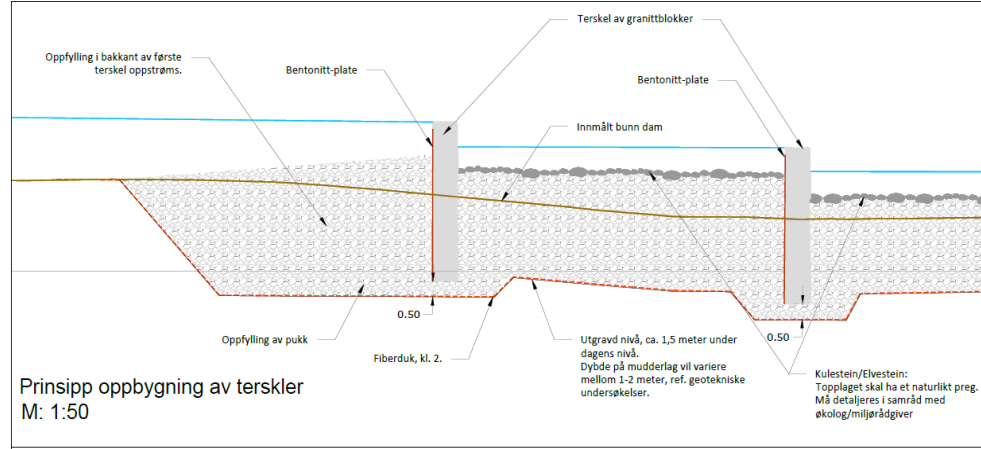 Terskel av granittblokker
Oppfylling i bakkant av første
terskel oppstrøms.
Bentonitt-plate
Bentonitt-plate
Innmålt bunn dam
0.50
0.50
Oppfylling av pukk
Fiberduk, kl. 2.
Utgravd nivå, ca. 1,5 meter under
dagens nivå.
Dybde på mudderlag vil variere
mellom 1-2 meter, ref. geotekniske
undersøkelser.
Kulestein/Elvestein:
Topplaget skal ha et naturlikt preg.
Må detaljeres i samråd med
økolog/miljørådgiver
Prinsipp oppbygning av terskler
M: 1:50